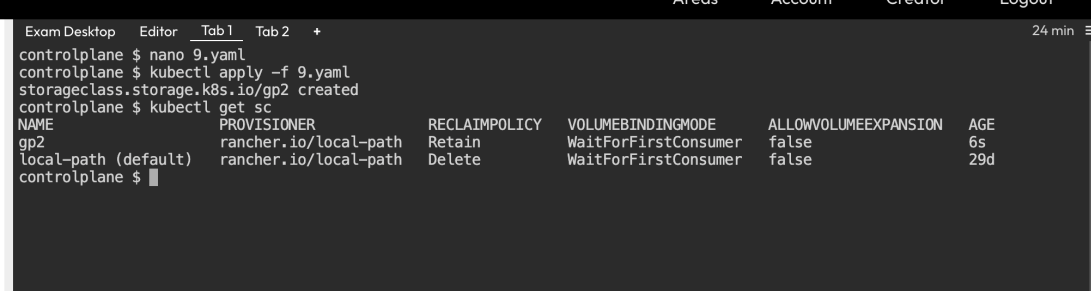 Areas Account Creator Logout
Exam Desktop Editor Tab 1 Tab 2 + 24 min
controlplane $ nano 9.yaml
controlplane $ kubectl apply -f 9.yaml
storageclass.storage.k8s.io/gp2 created
controlplane $ kubectl get sc
NAME PROVISIONER RECLAIMPOLICY VOLUMEBINDINGMODE ALLOWVOLUMEEXPANSION AGE
gp2 rancher.io/local-path Retain WaitForFirstConsumer false 6s
local-path (default) rancher.io/local-path Delete WaitForFirstConsumer false 29d
controlplane $